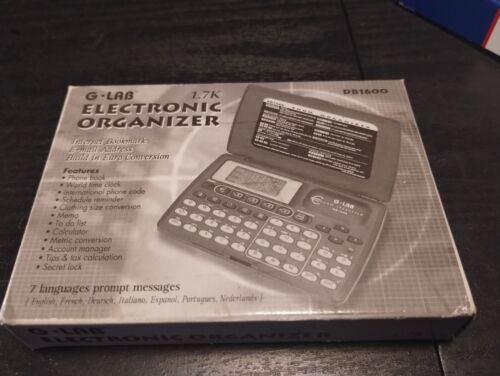 G·LAB 1.7K DB1600
ELECTRONIC
ORGANIZER
Internet Bookmark
E-mail Address
Build in Euro Conversion
Features
• Phone book
• World time clock
• International phone code
• Schedule reminder
• Clothing size conversion
• Memo
• To do list
• Calculator
• Metric conversion
• Account manager
• Tips & tax calculation
• Secret lock
G·LAB
7 languages prompt messages
( English, French, Deutsch, Italiano, Espanol, Portugues, Nederlands )
G·LAB
ELECTRONIC ORGANIZER